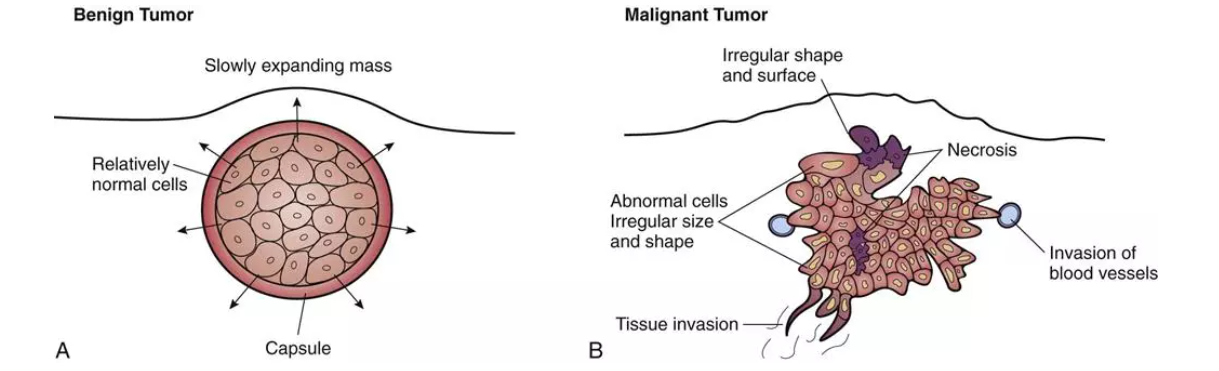 Benign Tumor
Slowly expanding mass
Relatively
normal cells
Capsule
A
Malignant Tumor
Irregular shape
and surface
Necrosis
Abnormal cells
Irregular size
and shape
Invasion of
blood vessels
Tissue invasion
B